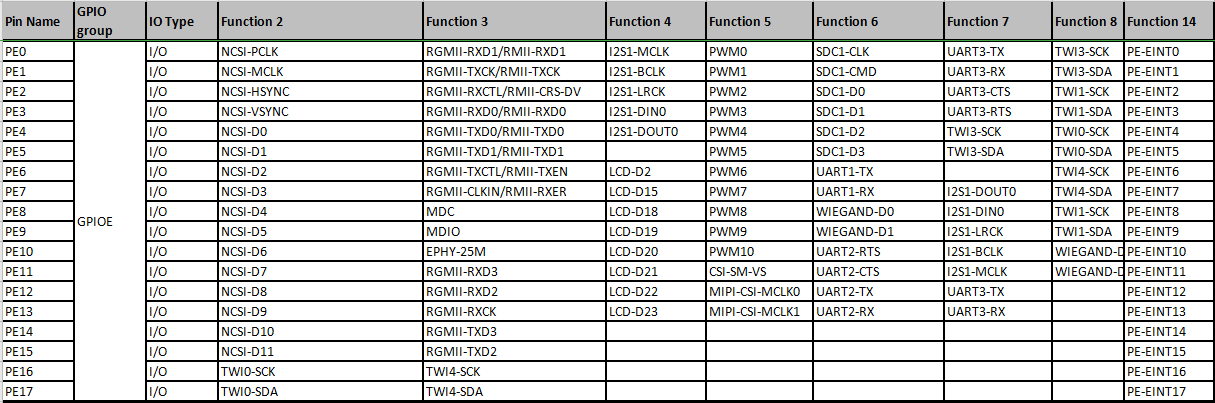 Pin Name GPIO group IO Type Function 2 Function 3 Function 4 Function 5 Function 6 Function 7 Function 8 Function 14
PE0 I/O NCSI-PCLK RGMII-RXD1/RMII-RXD1 I2S1-MCLK PWM0 SDC1-CLK UART3-TX TWI3-SCK PE-EINT0
PE1 I/O NCSI-MCLK RGMII-TXCK/RMII-TXCK I2S1-BCLK PWM1 SDC1-CMD UART3-RX TWI3-SDA PE-EINT1
PE2 I/O NCSI-HSYNC RGMII-RXCTL/RMII-CRS-DV I2S1-LRCK PWM2 SDC1-D0 UART3-CTS TWI1-SCK PE-EINT2
PE3 I/O NCSI-VSYNC RGMII-RXD0/RMII-RXD0 I2S1-DIN0 PWM3 SDC1-D1 UART3-RTS TWI1-SDA PE-EINT3
PE4 I/O NCSI-D0 RGMII-TXD0/RMII-TXD0 I2S1-DOUT0 PWM4 SDC1-D2 TWI3-SCK TWI0-SCK PE-EINT4
PE5 I/O NCSI-D1 RGMII-TXD1/RMII-TXD1 PWM5 SDC1-D3 TWI3-SDA TWI0-SDA PE-EINT5
PE6 I/O NCSI-D2 RGMII-TXCTL/RMII-TXEN LCD-D2 PWM6 UART1-TX TWI4-SCK PE-EINT6
PE7 I/O NCSI-D3 RGMII-CLKIN/RMII-RXER LCD-D15 PWM7 UART1-RX I2S1-DOUT0 TWI4-SDA PE-EINT7
PE8 GPIOE I/O NCSI-D4 MDC LCD-D18 PWM8 WIEGAND-D0 I2S1-DIN0 TWI1-SCK PE-EINT8
PE9 I/O NCSI-D5 MDIO LCD-D19 PWM9 WIEGAND-D1 I2S1-LRCK TWI1-SDA PE-EINT9
PE10 I/O NCSI-D6 EPHY-25M LCD-D20 PWM10 UART2-RTS I2S1-BCLK WIEGAND-D PE-EINT10
PE11 I/O NCSI-D7 RGMII-RXD3 LCD-D21 CSI-SM-VS UART2-CTS I2S1-MCLK WIEGAND-D PE-EINT11
PE12 I/O NCSI-D8 RGMII-RXD2 LCD-D22 MIPI-CSI-MCLK0 UART2-TX UART3-TX PE-EINT12
PE13 I/O NCSI-D9 RGMII-RXCK LCD-D23 MIPI-CSI-MCLK1 UART2-RX UART3-RX PE-EINT13
PE14 I/O NCSI-D10 RGMII-TXD3 PE-EINT14
PE15 I/O NCSI-D11 RGMII-TXD2 PE-EINT15
PE16 I/O TWI0-SCK TWI4-SCK PE-EINT16
PE17 I/O TWI0-SDA TWI4-SDA PE-EINT17